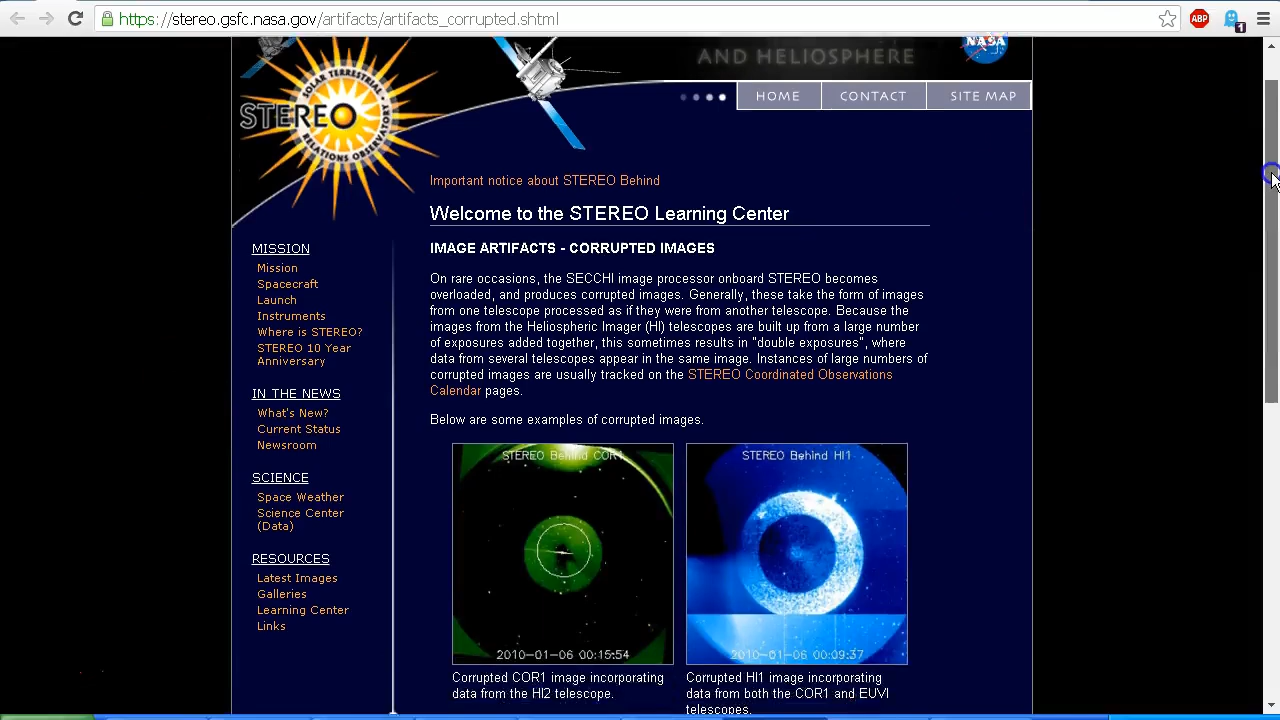 https://stereo.gsfc.nasa.gov/artifacts/artifacts_corrupted.shtml
ABP
1
AND HELIOSPHERE
NASA
SOLAR TERRESTRIAL
STEREO
RELATIONS OBSERVATORY
HOME
CONTACT
SITE MAP
Important notice about STEREO Behind
Welcome to the STEREO Learning Center
MISSION
Mission
Spacecraft
Launch
Instruments
Where is STEREO?
STEREO 10 Year
Anniversary
IN THE NEWS
What's New?
Current Status
Newsroom
SCIENCE
Space Weather
Science Center
(Data)
RESOURCES
Latest Images
Galleries
Learning Center
Links
IMAGE ARTIFACTS - CORRUPTED IMAGES
On rare occasions, the SECCHI image processor onboard STEREO becomes
overloaded, and produces corrupted images. Generally, these take the form of images
from one telescope processed as if they were from another telescope. Because the
images from the Heliospheric Imager (HI) telescopes are built up from a large number
of exposures added together, this sometimes results in "double exposures", where
data from several telescopes appear in the same image. Instances of large numbers of
corrupted images are usually tracked on the STEREO Coordinated Observations
Calendar pages.
Below are some examples of corrupted images.
STEREO Behind COR1
2010-01-06 00:15:54
Corrupted COR1 image incorporating
data from the HI2 telescope.
STEREO Behind HI1
2010-01-06 00:09:37
Corrupted HI1 image incorporating
data from both the COR1 and EUVI
telescopes.